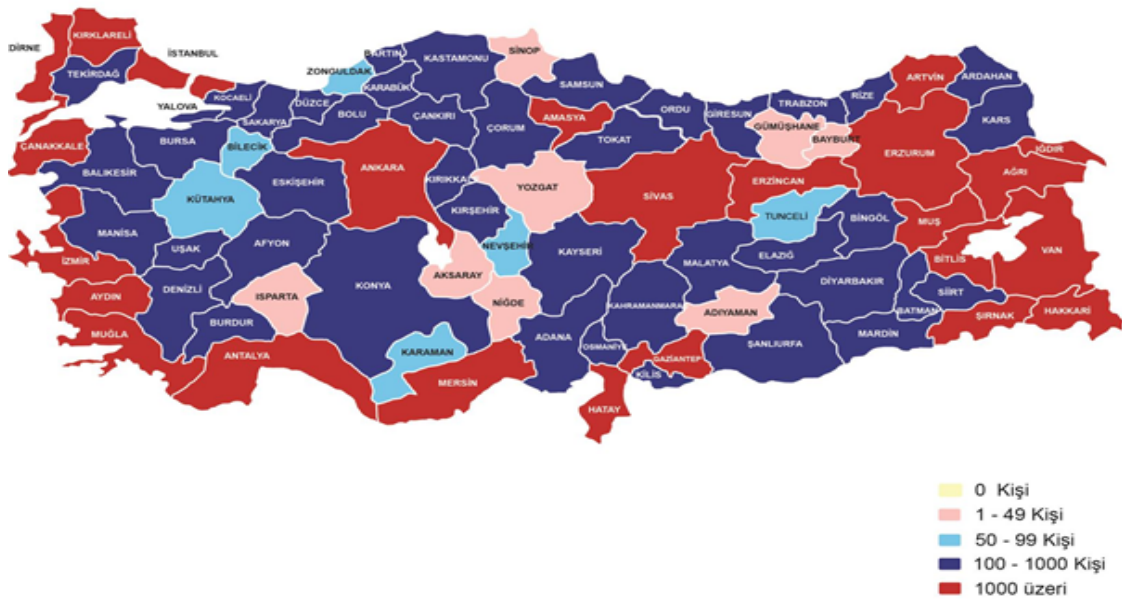 KIRKLARELİ
DİRNE
İSTANBUL
TEKİRDAĞ
YALOVA
KOCAELİ
SAKARYA
DÜZCE
ZONGULDAK
BARTIN
KARABÜK
KASTAMONU
SİNOP
SAMSUN
BOLU
ÇANKIRI
ÇORUM
AMASYA
TOKAT
ORDU
GİRESUN
TRABZON
GÜMÜŞHANE
BAYBURT
RİZE
ARTVİN
ARDAHAN
KARS
ERZURUM
IĞDIR
AĞRI
ÇANAKKALE
BURSA
BİLECİK
BALIKESİR
KÜTAHYA
ESKİŞEHİR
ANKARA
KIRIKKAL
YOZGAT
KIRŞEHİR
SİVAS
ERZİNCAN
TUNCELİ
BİNGÖL
MUŞ
BİTLİS
VAN
MANİSA
UŞAK
AFYON
NEVŞEHİR
KAYSERİ
MALATYA
ELAZIĞ
DİYARBAKIR
SİİRT
BATMAN
İZMİR
AYDIN
DENİZLİ
ISPARTA
KONYA
AKSARAY
NİĞDE
KAHRAMANMARA
ADIYAMAN
ŞIRNAK
HAKKARİ
MUĞLA
BURDUR
ANTALYA
KARAMAN
MERSİN
ADANA
OSMANİYE
GAZİANTEP
KİLİS
ŞANLIURFA
MARDİN
HATAY
0 Kişi
1 - 49 Kişi
50 - 99 Kişi
100 - 1000 Kişi
1000 üzeri